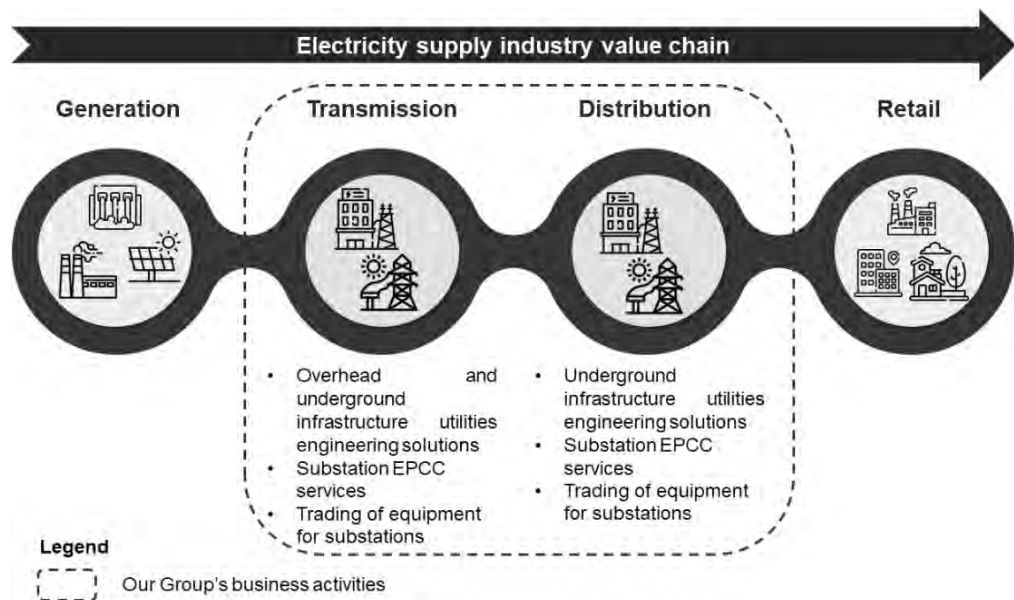 Electricity supply industry value chain
Generation
Transmission
Distribution
Retail
• Overhead and
underground
infrastructure utilities
engineering solutions
• Substation EPCC
services
• Trading of equipment
for substations
• Underground
infrastructure utilities
engineering solutions
• Substation EPCC
services
• Trading of equipment
for substations
Legend
Our Group's business activities